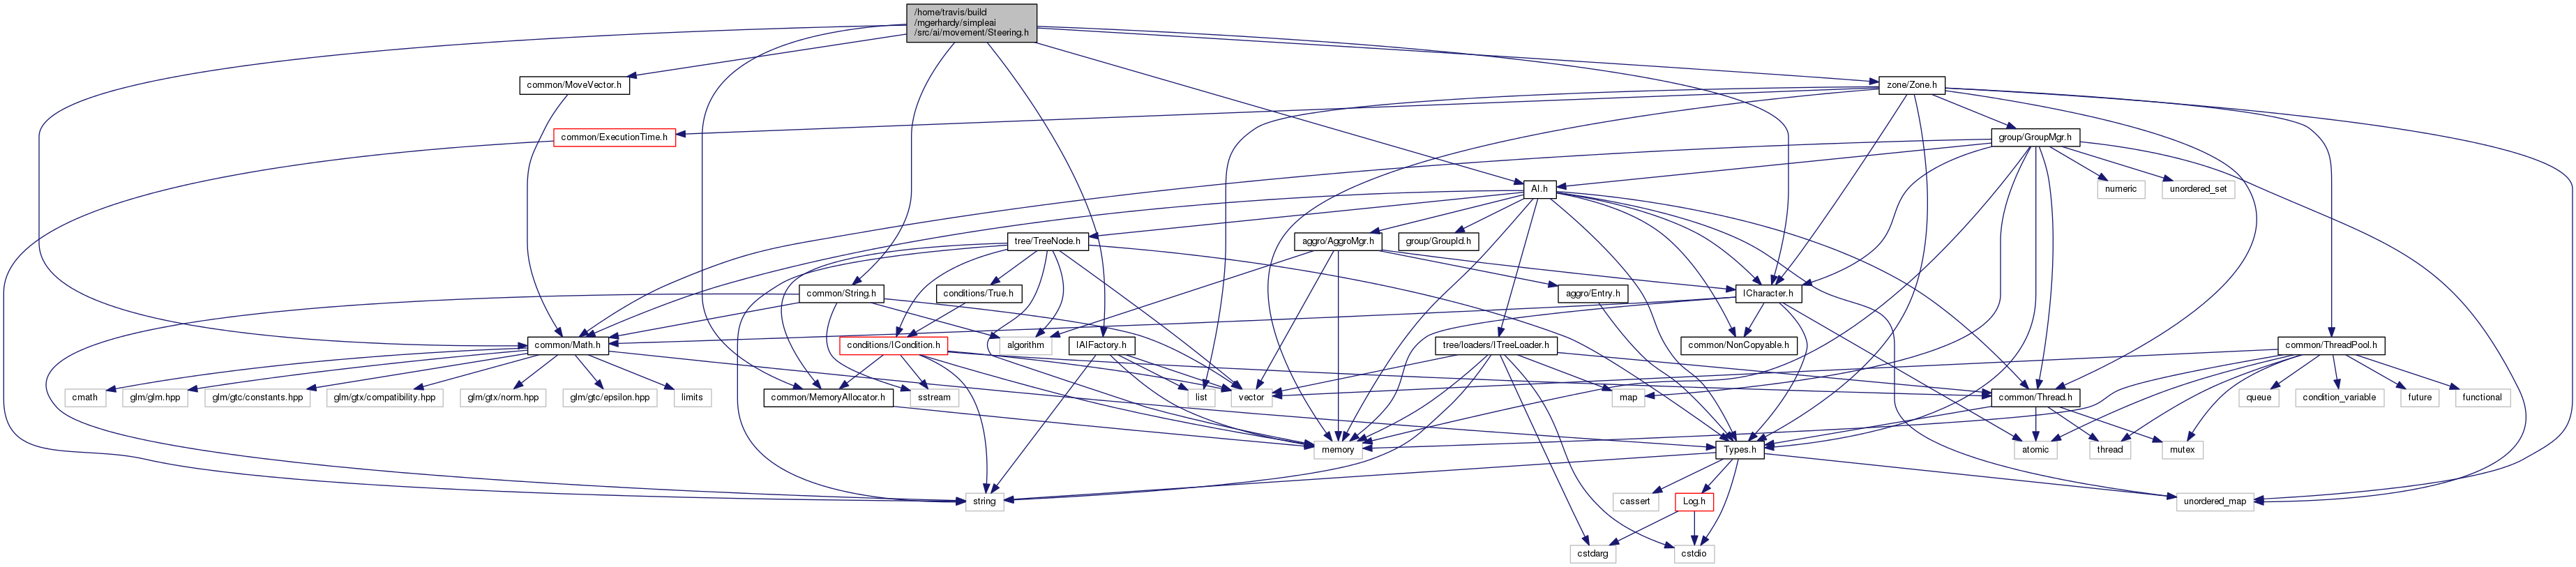 /home/travis/build
/mgerhardy/simpleai
/src/ai/movement/Steering.h
common/MoveVector.h
zone/Zone.h
common/ExecutionTime.h
group/GroupMgr.h
AI.h
numeric
unordered_set
tree/TreeNode.h
aggro/AggroMgr.h
group/GroupId.h
common/String.h
conditions/True.h
aggro/Entry.h
ICharacter.h
common/Math.h
conditions/ICondition.h
algorithm
IAIFactory.h
tree/loaders/ITreeLoader.h
common/NonCopyable.h
common/ThreadPool.h
cmath
glm/glm.hpp
glm/gtc/constants.hpp
glm/gtx/compatibility.hpp
glm/gtx/norm.hpp
glm/gtc/epsilon.hpp
limits
common/MemoryAllocator.h
sstream
list
vector
map
common/Thread.h
queue
condition_variable
future
functional
memory
Types.h
atomic
thread
mutex
string
cassert
Log.h
unordered_map
cstdarg
cstdio